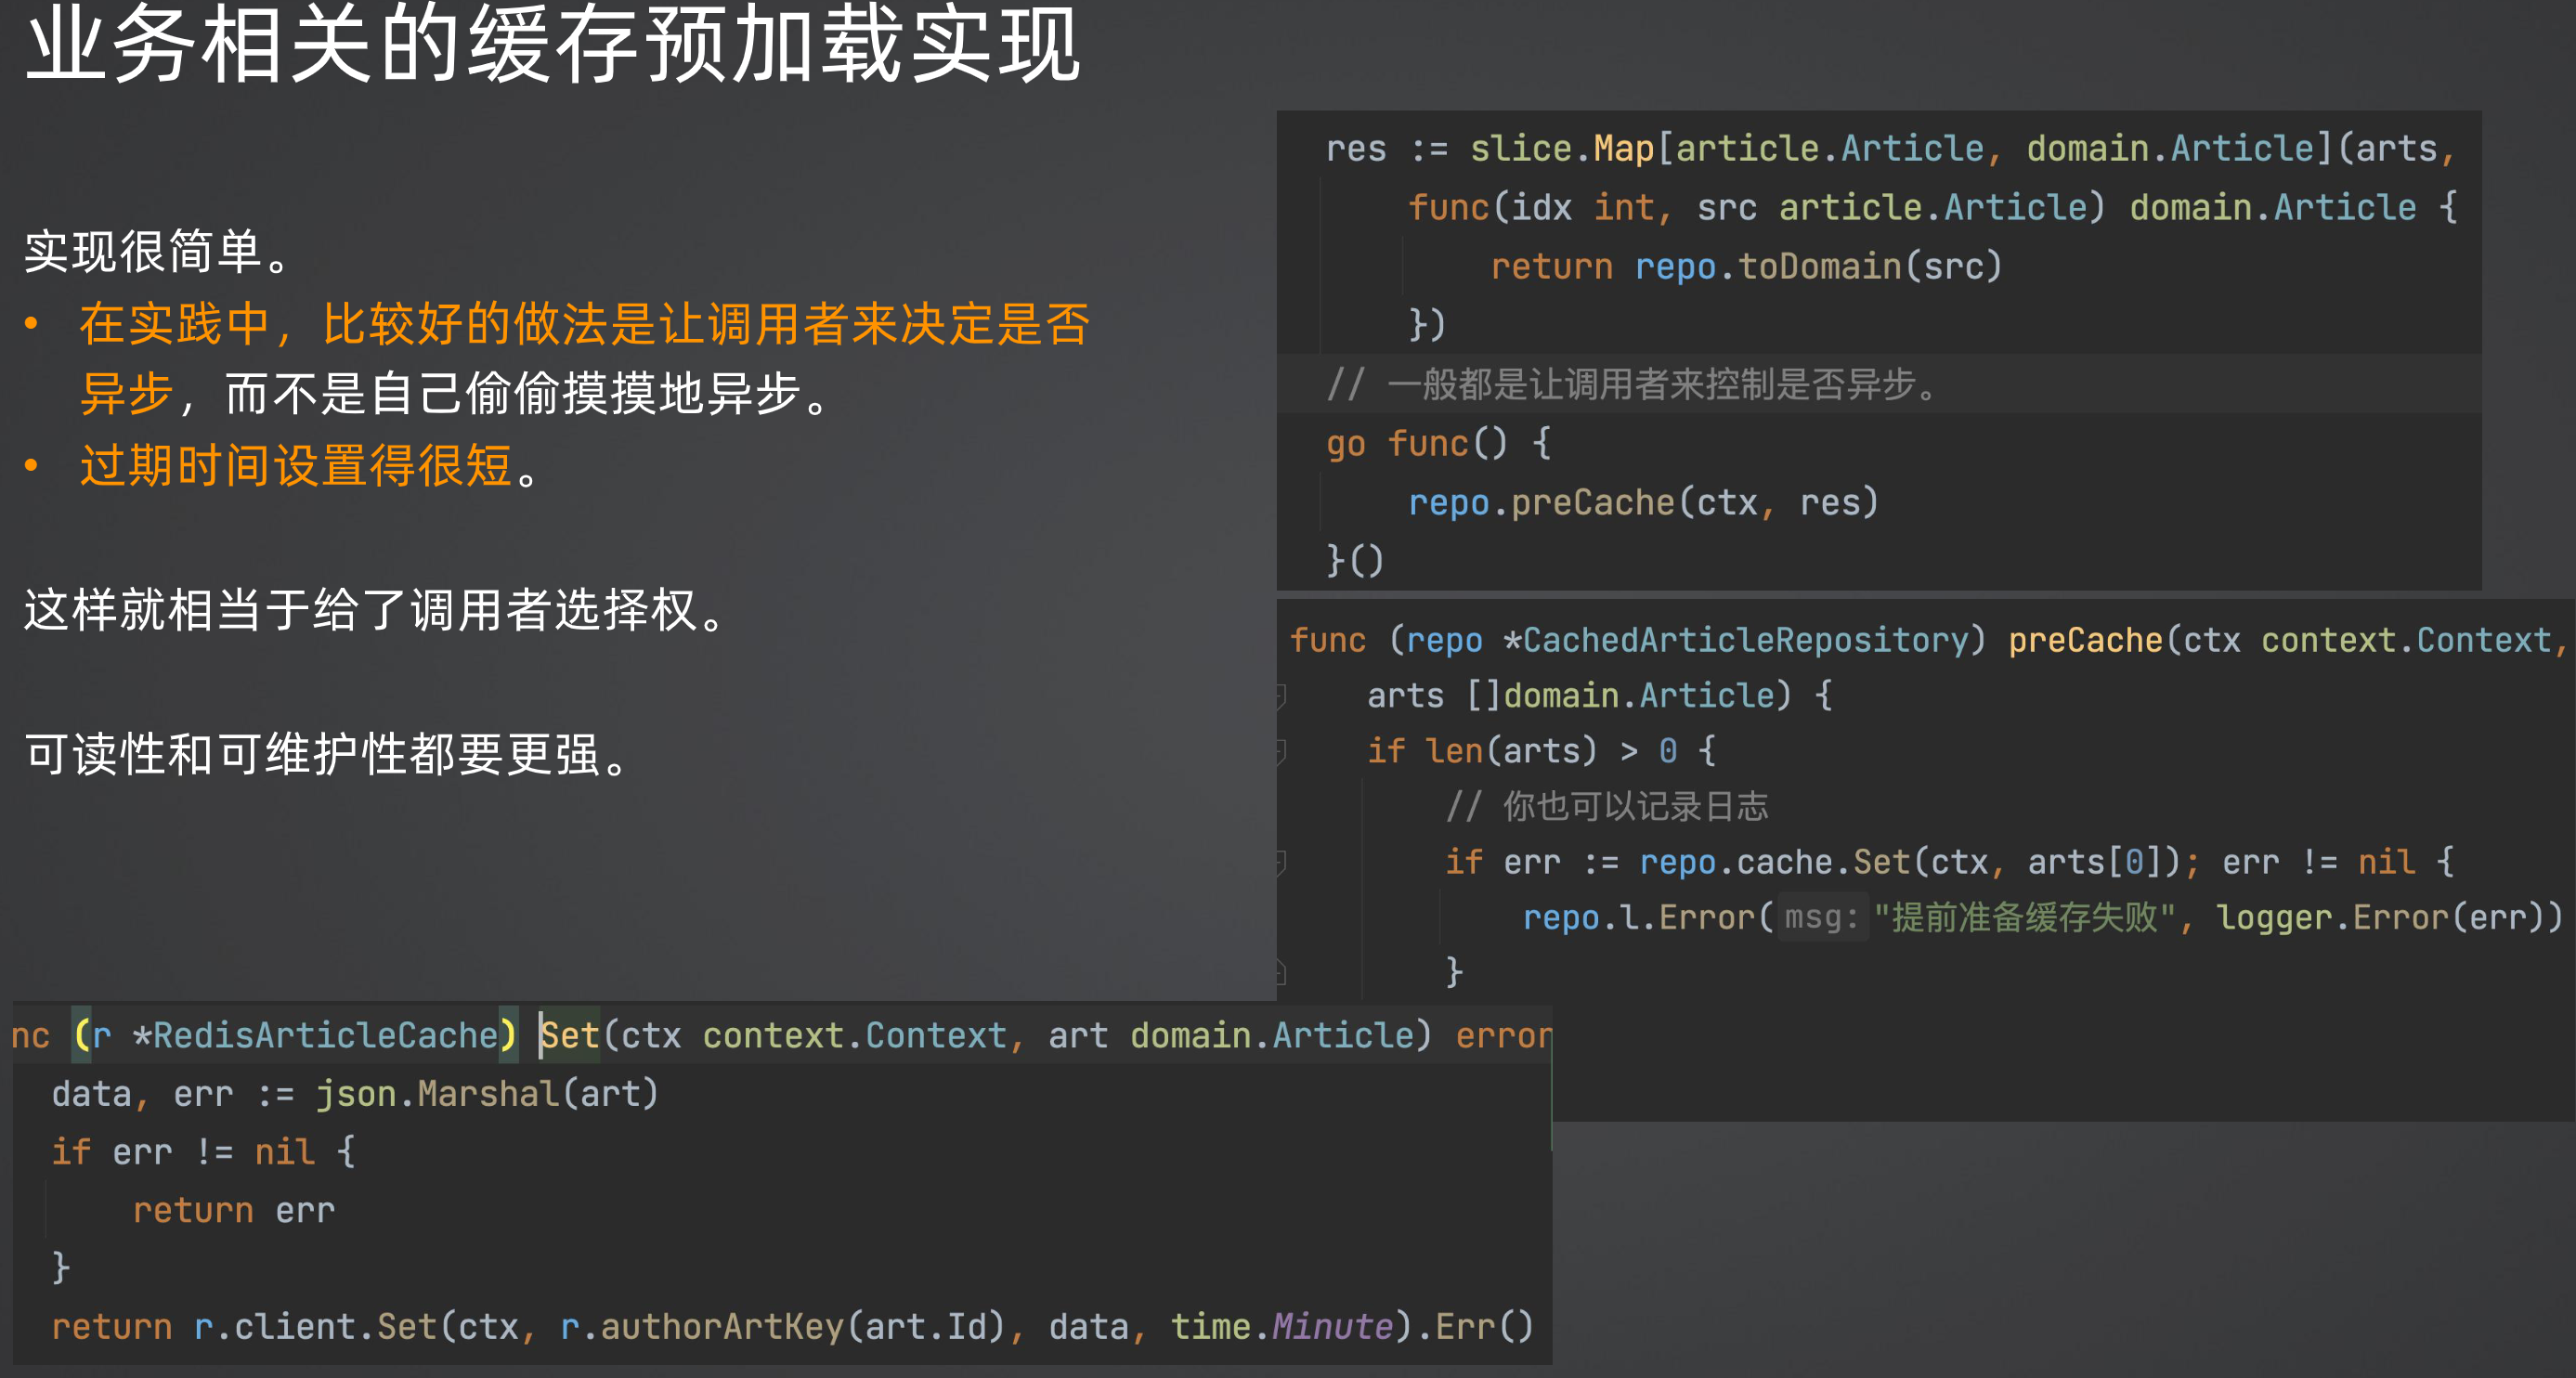 业务相关的缓存预加载实现
实现很简单。
• 在实践中，比较好的做法是让调用者来决定是否
异步，而不是自己偷偷摸摸地异步。
• 过期时间设置得很短。
这样就相当于给了调用者选择权。
可读性和可维护性都要更强。
res := slice.Map[article.Article, domain.Article](arts,
func(idx int, src article.Article) domain.Article {
return repo.toDomain(src)
})
// 一般都是让调用者来控制是否异步。
go func() {
repo.preCache(ctx, res)
}()
func (repo *CachedArticleRepository) preCache(ctx context.Context,
arts []domain.Article) {
if len(arts) > 0 {
// 你也可以记录日志
if err := repo.cache.Set(ctx, arts[0]); err != nil {
repo.l.Error( msg: "提前准备缓存失败", logger.Error(err))
}
nc (r *RedisArticleCache) Set(ctx context.Context, art domain.Article) error
data, err := json.Marshal(art)
if err != nil {
return err
}
return r.client.Set(ctx, r.authorArtKey(art.Id), data, time.Minute).Err()